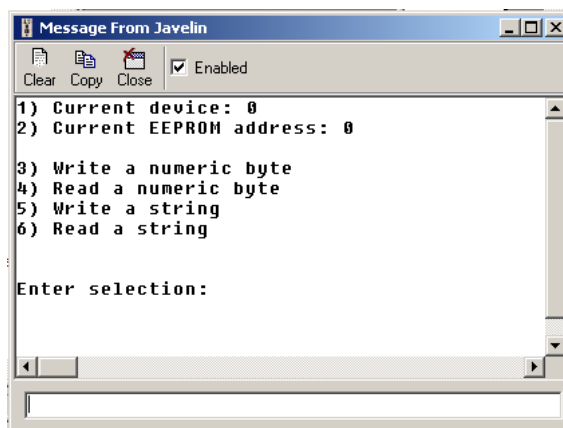 Message From Javelin
Clear Copy Close Enabled
1) Current device: 0
2) Current EEPROM address: 0
3) Write a numeric byte
4) Read a numeric byte
5) Write a string
6) Read a string
Enter selection: